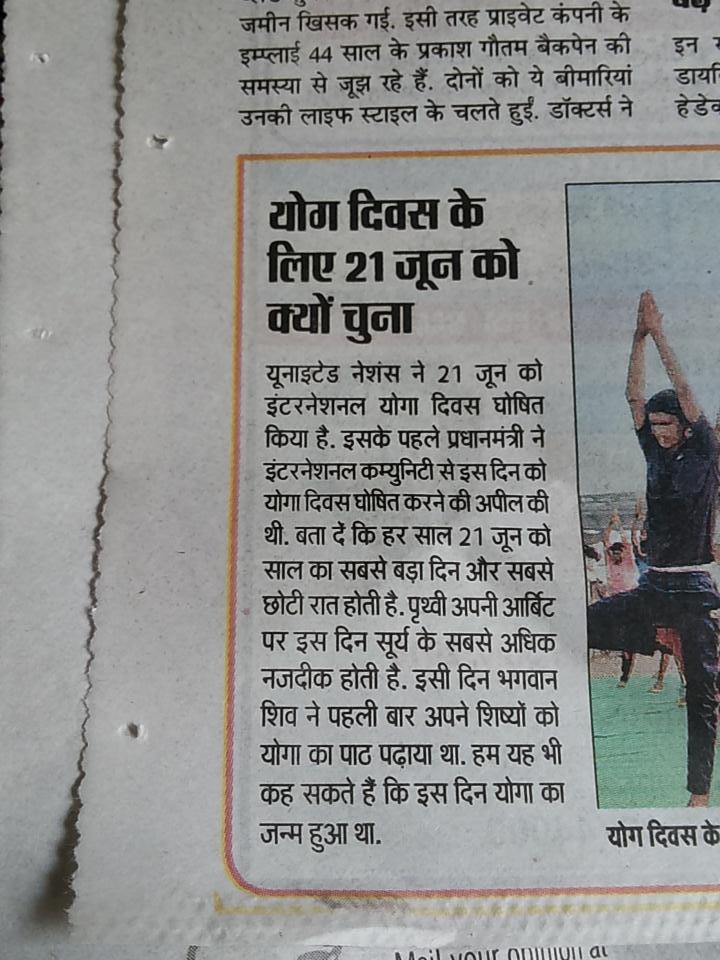 जमीन खिसक गई. इसी तरह प्राइवेट कंपनी के
इम्प्लाई 44 साल के प्रकाश गौतम बैकपेन की
समस्या से जूझ रहे हैं. दोनों को ये बीमारियां
उनकी लाइफ स्टाइल के चलते हुईं. डॉक्टर्स ने
इन
योग दिवस के
लिए 21 जून को
क्यों चुना
यूनाइटेड नेशंस ने 21 जून को
इंटरनेशनल योगा दिवस घोषित
किया है. इसके पहले प्रधानमंत्री ने
इंटरनेशनल कम्युनिटी से इस दिन को
योगा दिवस घोषित करने की अपील की
थी. बता दें कि हर साल 21 जून को
साल का सबसे बड़ा दिन और सबसे
छोटी रात होती है. पृथ्वी अपनी आर्बिट
पर इस दिन सूर्य के सबसे अधिक
नजदीक होती है. इसी दिन भगवान
शिव ने पहली बार अपने शिष्यों को
योगा का पाठ पढ़ाया था. हम यह भी
कह सकते हैं कि इस दिन योगा का
जन्म हुआ था.
योग दिवस के
Mail your opinion at